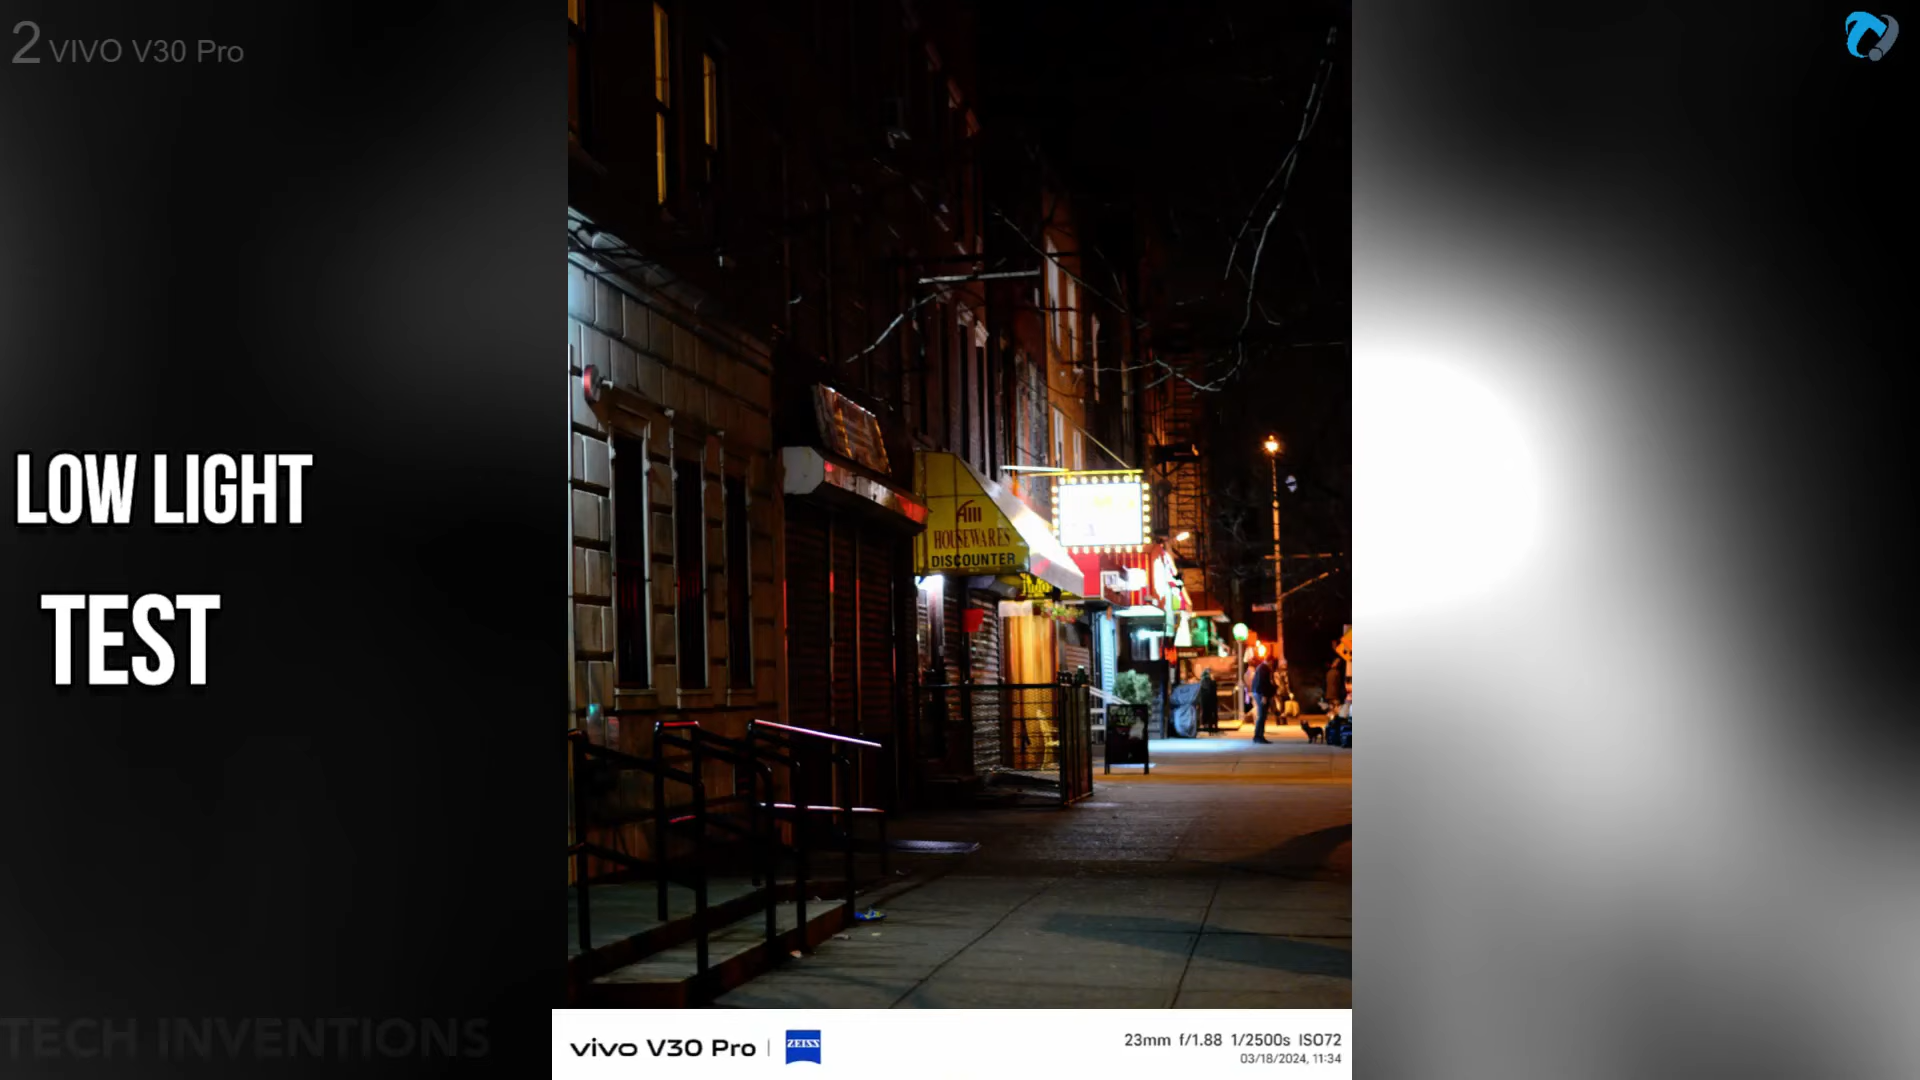 2 VIVO V30 Pro
LOW LIGHT
TEST
HOUSEWARES
DISCOUNTER
TECH INVENTIONS
vivo V30 Pro | ZEISS
23mm f/1.88 1/2500s ISO72
03/18/2024, 11:34